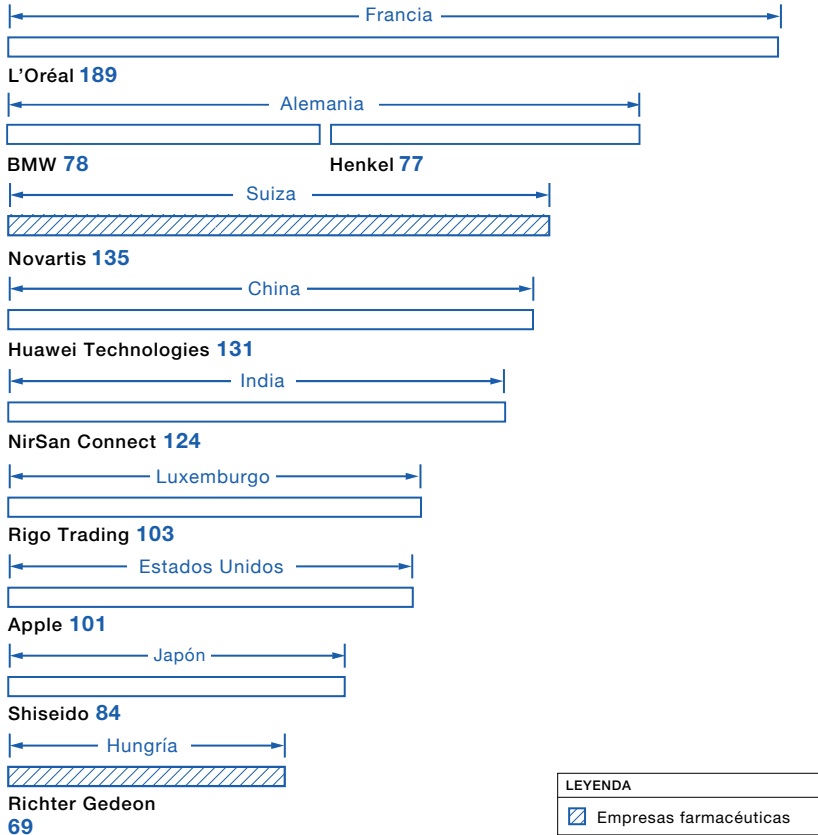 Francia
L’Oréal 189
Alemania
BMW 78 Henkel 77
Suiza
Novartis 135
China
Huawei Technologies 131
India
NirSan Connect 124
Luxemburgo
Rigo Trading 103
Estados Unidos
Apple 101
Japón
Shiseido 84
Hungría
Richter Gedeon
69
LEYENDA
Empresas farmacéuticas